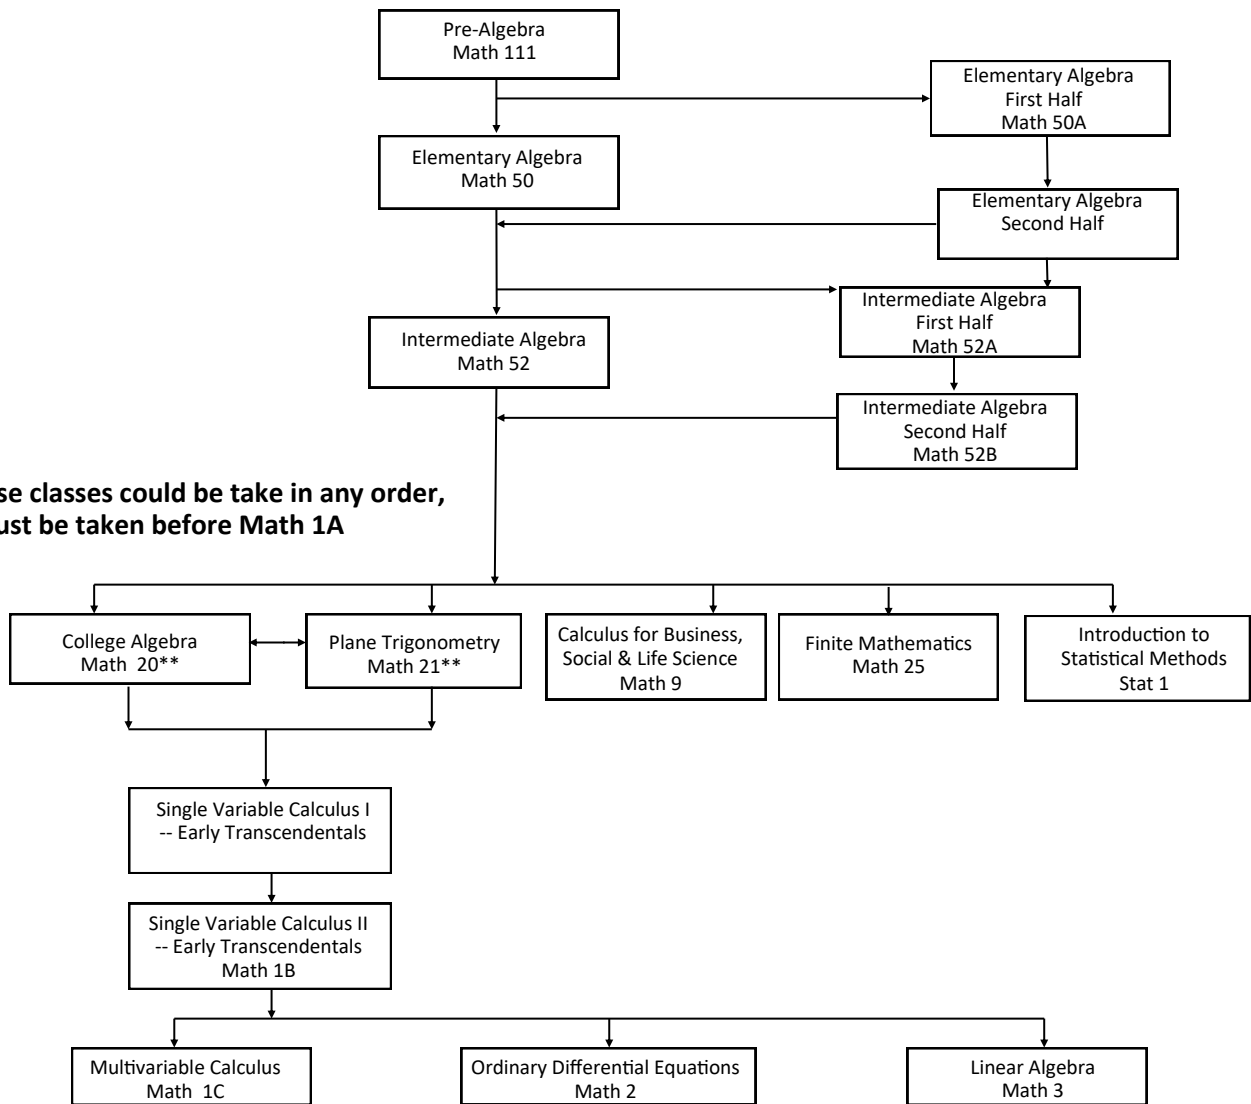 Pre-Algebra
Math 111
Elementary Algebra
First Half
Math 50A
Elementary Algebra
Math 50
Elementary Algebra
Second Half
Intermediate Algebra
First Half
Math 52A
Intermediate Algebra
Math 52
Intermediate Algebra
Second Half
Math 52B
se classes could be take in any order,
ust be taken before Math 1A
College Algebra
Math 20**
Plane Trigonometry
Math 21**
Calculus for Business,
Social & Life Science
Math 9
Finite Mathematics
Math 25
Introduction to
Statistical Methods
Stat 1
Single Variable Calculus I
-- Early Transcendentals
Single Variable Calculus II
-- Early Transcendentals
Math 1B
Multivariable Calculus
Math 1C
Ordinary Differential Equations
Math 2
Linear Algebra
Math 3